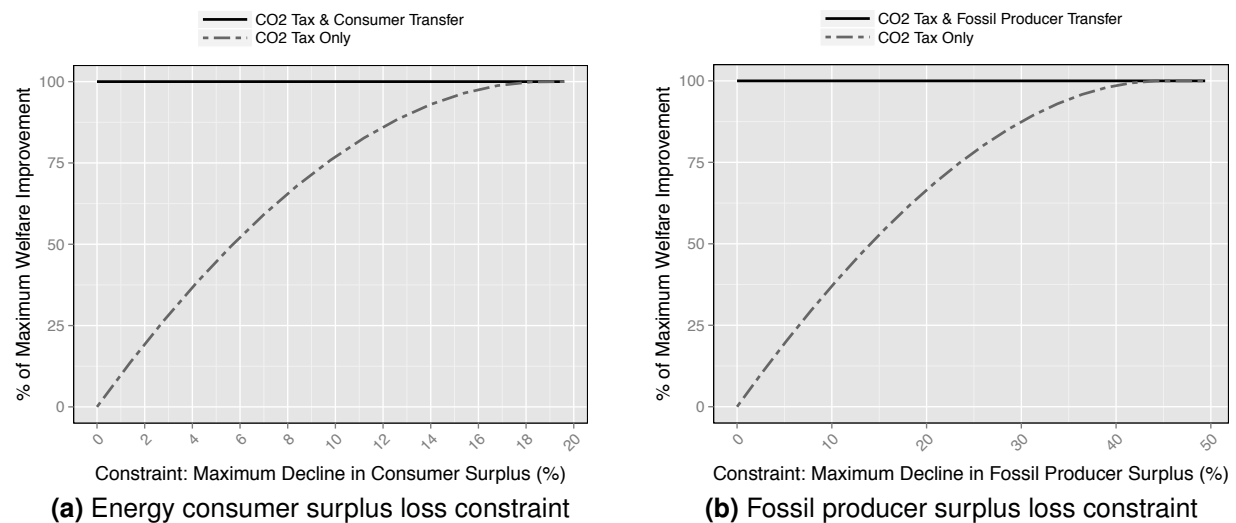 CO2 Tax & Consumer Transfer
CO2 Tax Only
% of Maximum Welfare Improvement
100
75
50
25
0
0 2 4 6 8 10 12 14 16 18 20
Constraint: Maximum Decline in Consumer Surplus (%)
(a) Energy consumer surplus loss constraint
CO2 Tax & Fossil Producer Transfer
CO2 Tax Only
% of Maximum Welfare Improvement
100
75
50
25
0
0 10 20 30 40 50
Constraint: Maximum Decline in Fossil Producer Surplus (%)
(b) Fossil producer surplus loss constraint